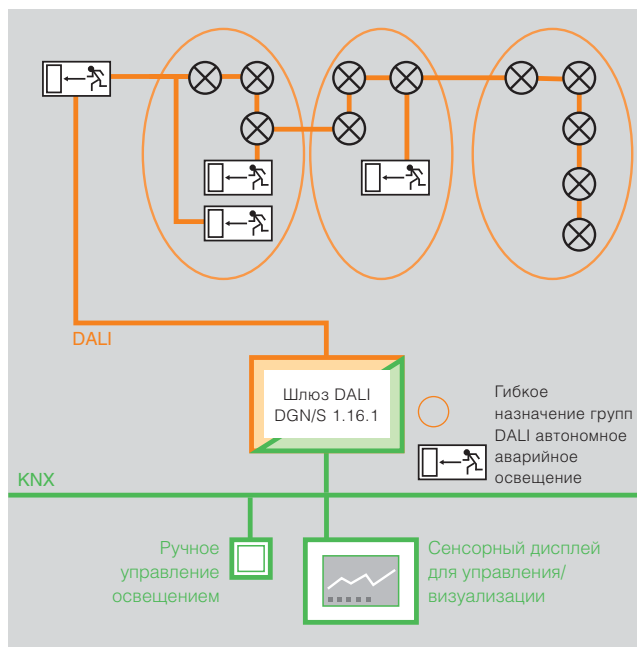 DALI
Шлюз DALI
DGN/S 1.16.1
Гибкое
назначение групп
DALI автономное
аварийное
освещение
KNX
Ручное
управление
освещением
Сенсорный дисплей
для управления/
визуализации